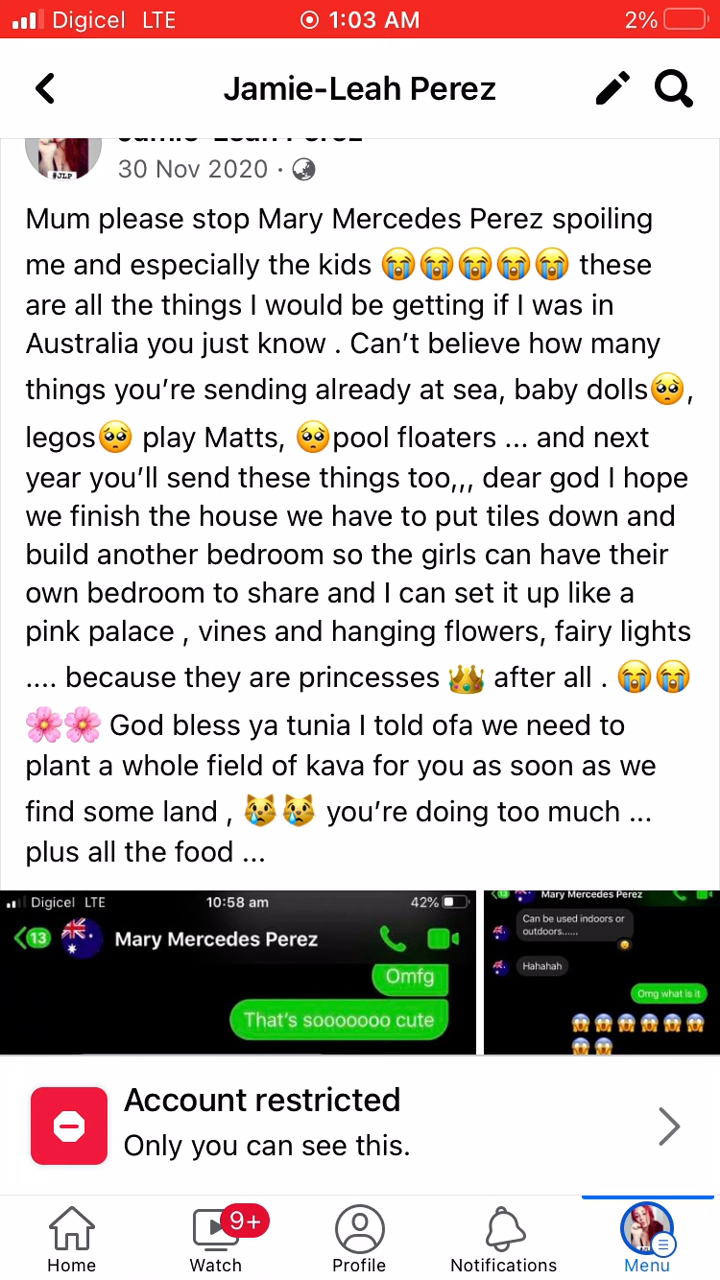 Digicel LTE 1:03 AM 2%
Jamie-Leah Perez
Jamie-Leah Perez
#JLP
30 Nov 2020 ·
Mum please stop Mary Mercedes Perez spoiling
me and especially the kids 😭😭😭😭😭 these
are all the things I would be getting if I was in
Australia you just know . Can’t believe how many
things you’re sending already at sea, baby dolls🥺,
legos🥺 play Matts, 🥺pool floaters ... and next
year you’ll send these things too,,, dear god I hope
we finish the house we have to put tiles down and
build another bedroom so the girls can have their
own bedroom to share and I can set it up like a
pink palace , vines and hanging flowers, fairy lights
.... because they are princesses 👑 after all . 😭😭
🌸🌸 God bless ya tunia I told ofa we need to
plant a whole field of kava for you as soon as we
find some land , 😿😿 you’re doing too much ...
plus all the food ...
Digicel LTE 10:58 am 42%
13 Mary Mercedes Perez
Omfg
That’s sooooooo cute
Mary Mercedes Perez
Can be used indoors or
outdoors......
Hahahah
Omg what is it
😱😱😱😱😱😱
😱😱
Account restricted
Only you can see this.
9+
Home Watch Profile Notifications Menu